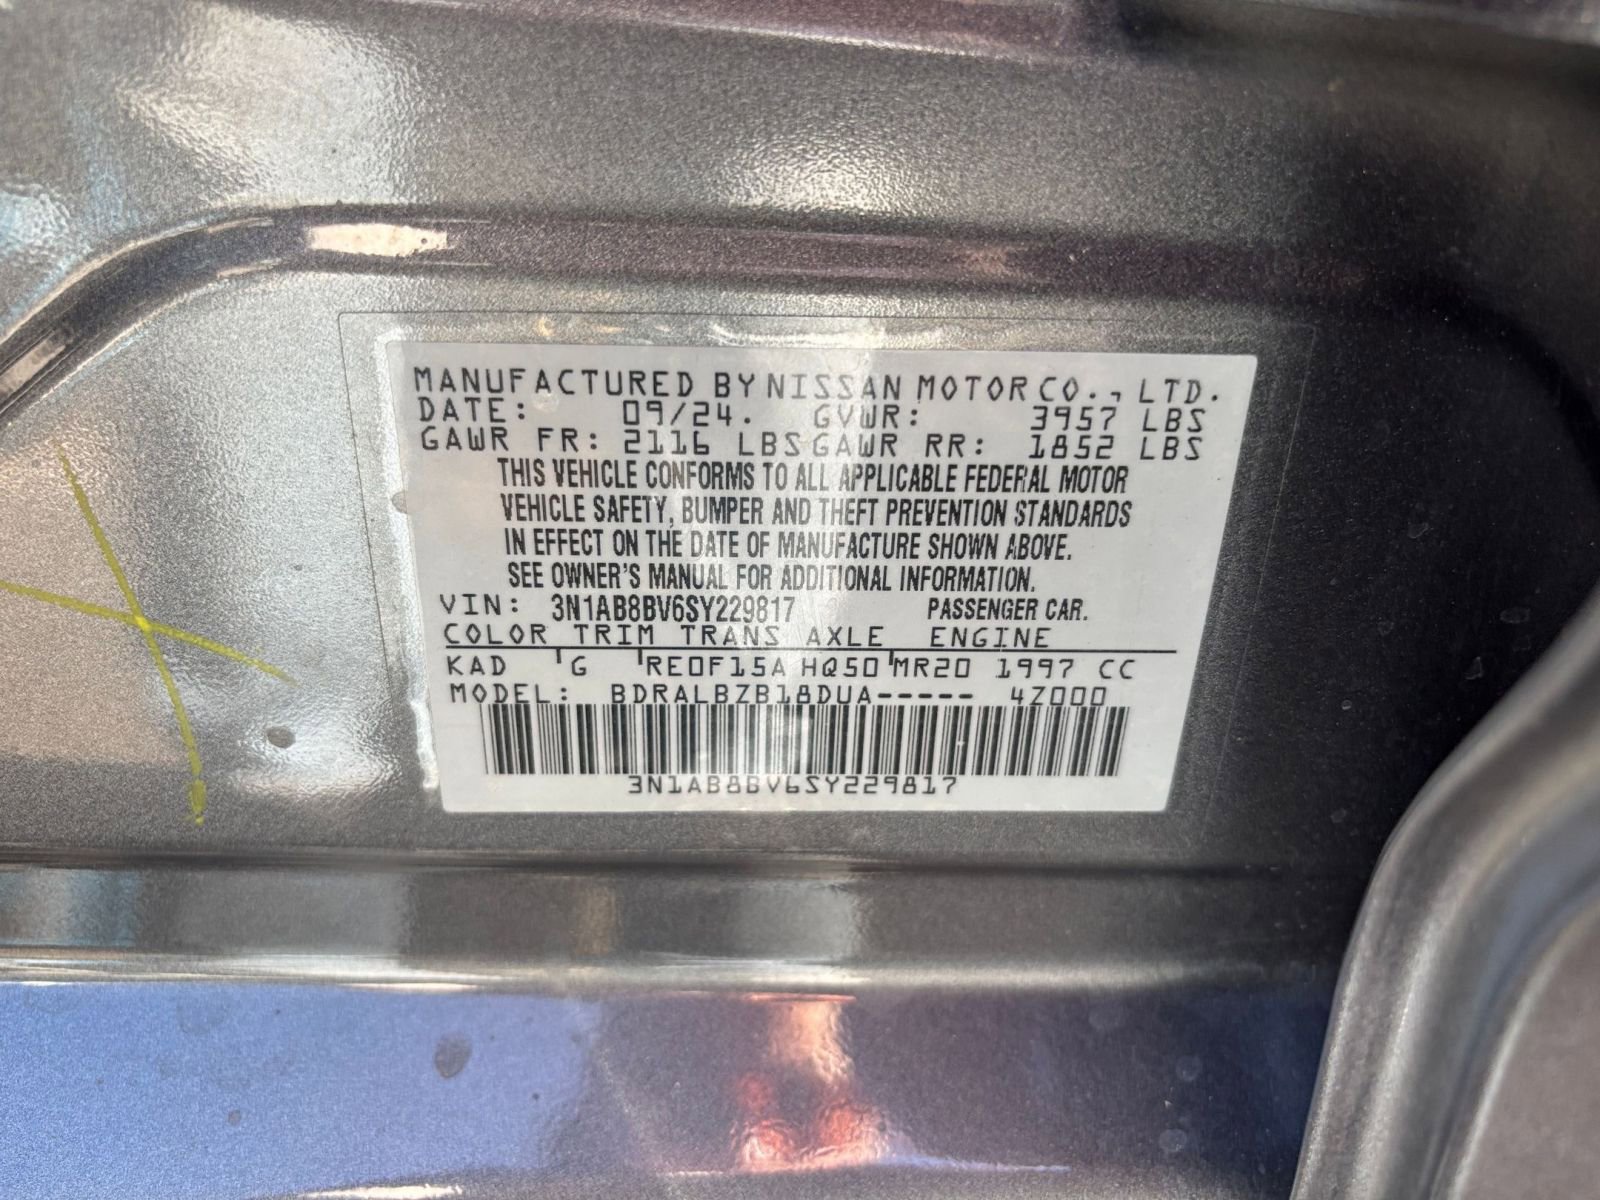 MANUFACTURED BY NISSAN MOTOR CO., LTD.
DATE: 09/24. GVWR: 3957 LBS
GAWR FR: 2116 LBS GAWR RR: 1852 LBS
THIS VEHICLE CONFORMS TO ALL APPLICABLE FEDERAL MOTOR
VEHICLE SAFETY, BUMPER AND THEFT PREVENTION STANDARDS
IN EFFECT ON THE DATE OF MANUFACTURE SHOWN ABOVE.
SEE OWNER'S MANUAL FOR ADDITIONAL INFORMATION.
VIN: 3N1AB8BV6SY229817 PASSENGER CAR.
COLOR TRIM TRANS AXLE ENGINE
KAD G RE0F15A HQ50 MR20 1997 CC
MODEL: BDRALBZB18DUA----- 4Z000
3N1AB8BV6SY229817